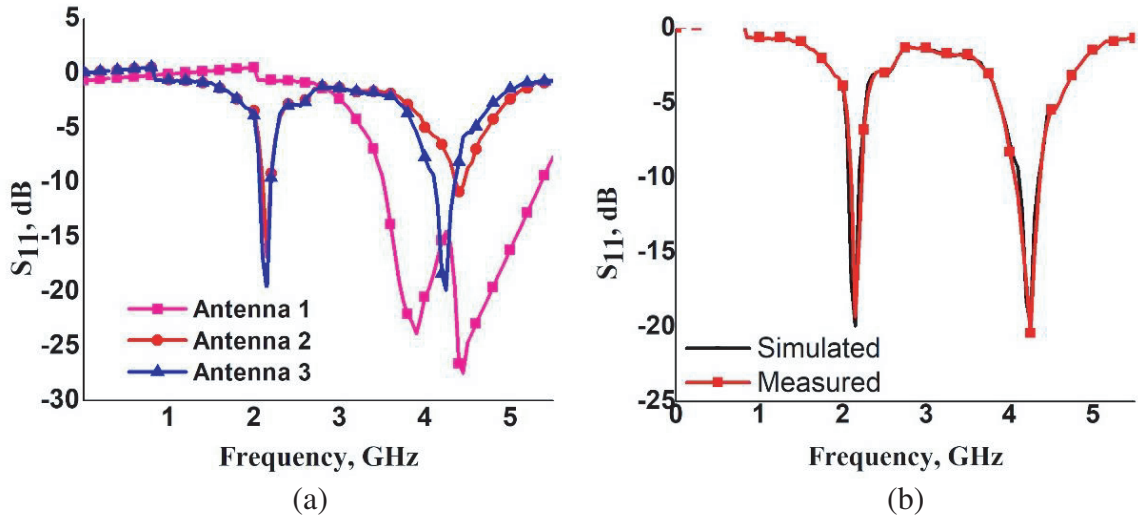 5
0
-5
-10
-15
-20
-25
-30
S11, dB
Antenna 1
Antenna 2
Antenna 3
1 2 3 4 5
Frequency, GHz
(a)
0
-5
-10
-15
-20
-25
S11, dB
Simulated
Measured
0 1 2 3 4 5
Frequency, GHz
(b)